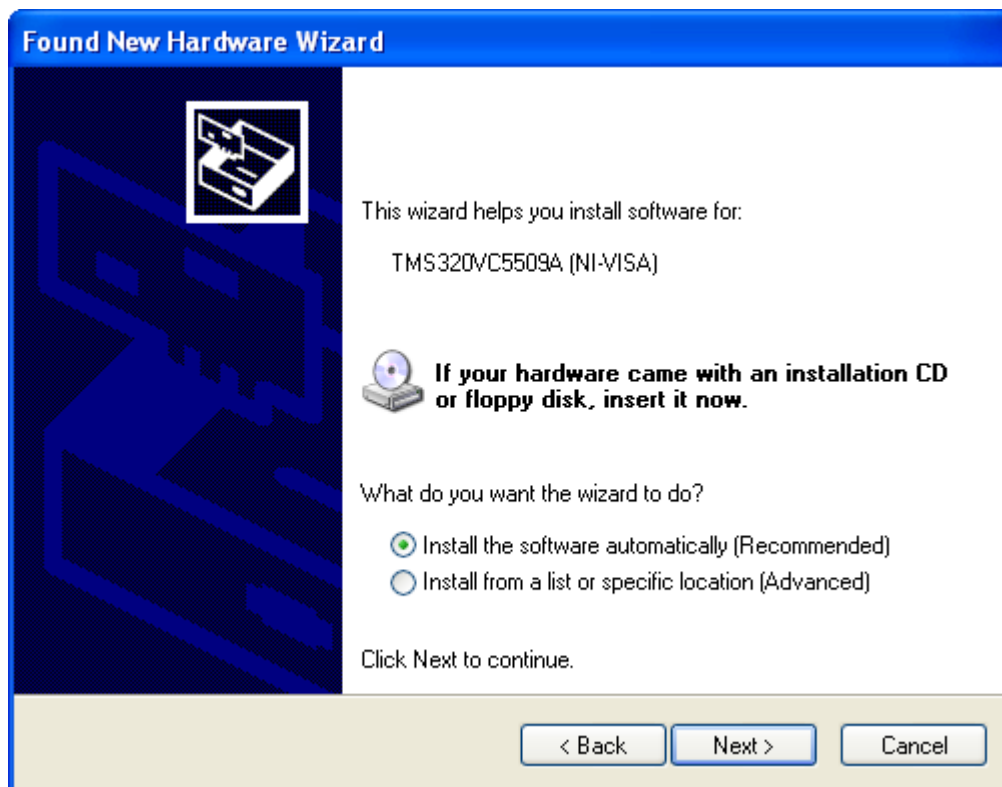 Found New Hardware Wizard
This wizard helps you install software for:
TMS320VC5509A (NI-VISA)
If your hardware came with an installation CD
or floppy disk, insert it now.
What do you want the wizard to do?
Install the software automatically (Recommended)
Install from a list or specific location (Advanced)
Click Next to continue.
< Back
Next >
Cancel